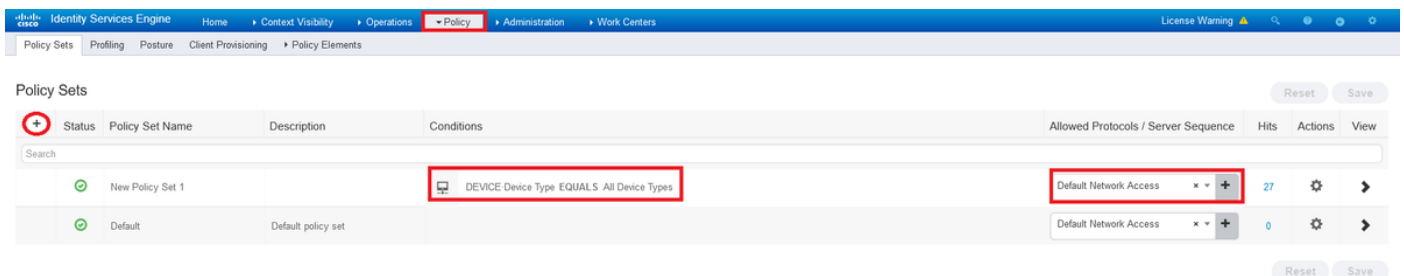 cisco Identity Services Engine Home Context Visibility Operations Policy Administration Work Centers License Warning
Policy Sets Profiling Posture Client Provisioning Policy Elements
Policy Sets
Reset Save
+ Status Policy Set Name Description Conditions Allowed Protocols / Server Sequence Hits Actions View
Search
New Policy Set 1 DEVICE Device Type EQUALS All Device Types Default Network Access × + 27
Default Default policy set Default Network Access × + 0
Reset Save